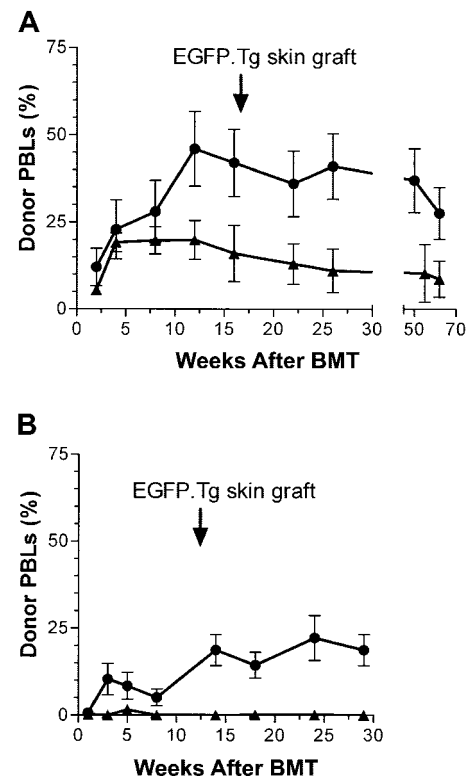 A
EGFP.Tg skin graft
Donor PBLs (%)
75
50
25
0
0 5 10 15 20 25 30 50 70
Weeks After BMT
B
EGFP.Tg skin graft
Donor PBLs (%)
75
50
25
0
0 5 10 15 20 25 30
Weeks After BMT